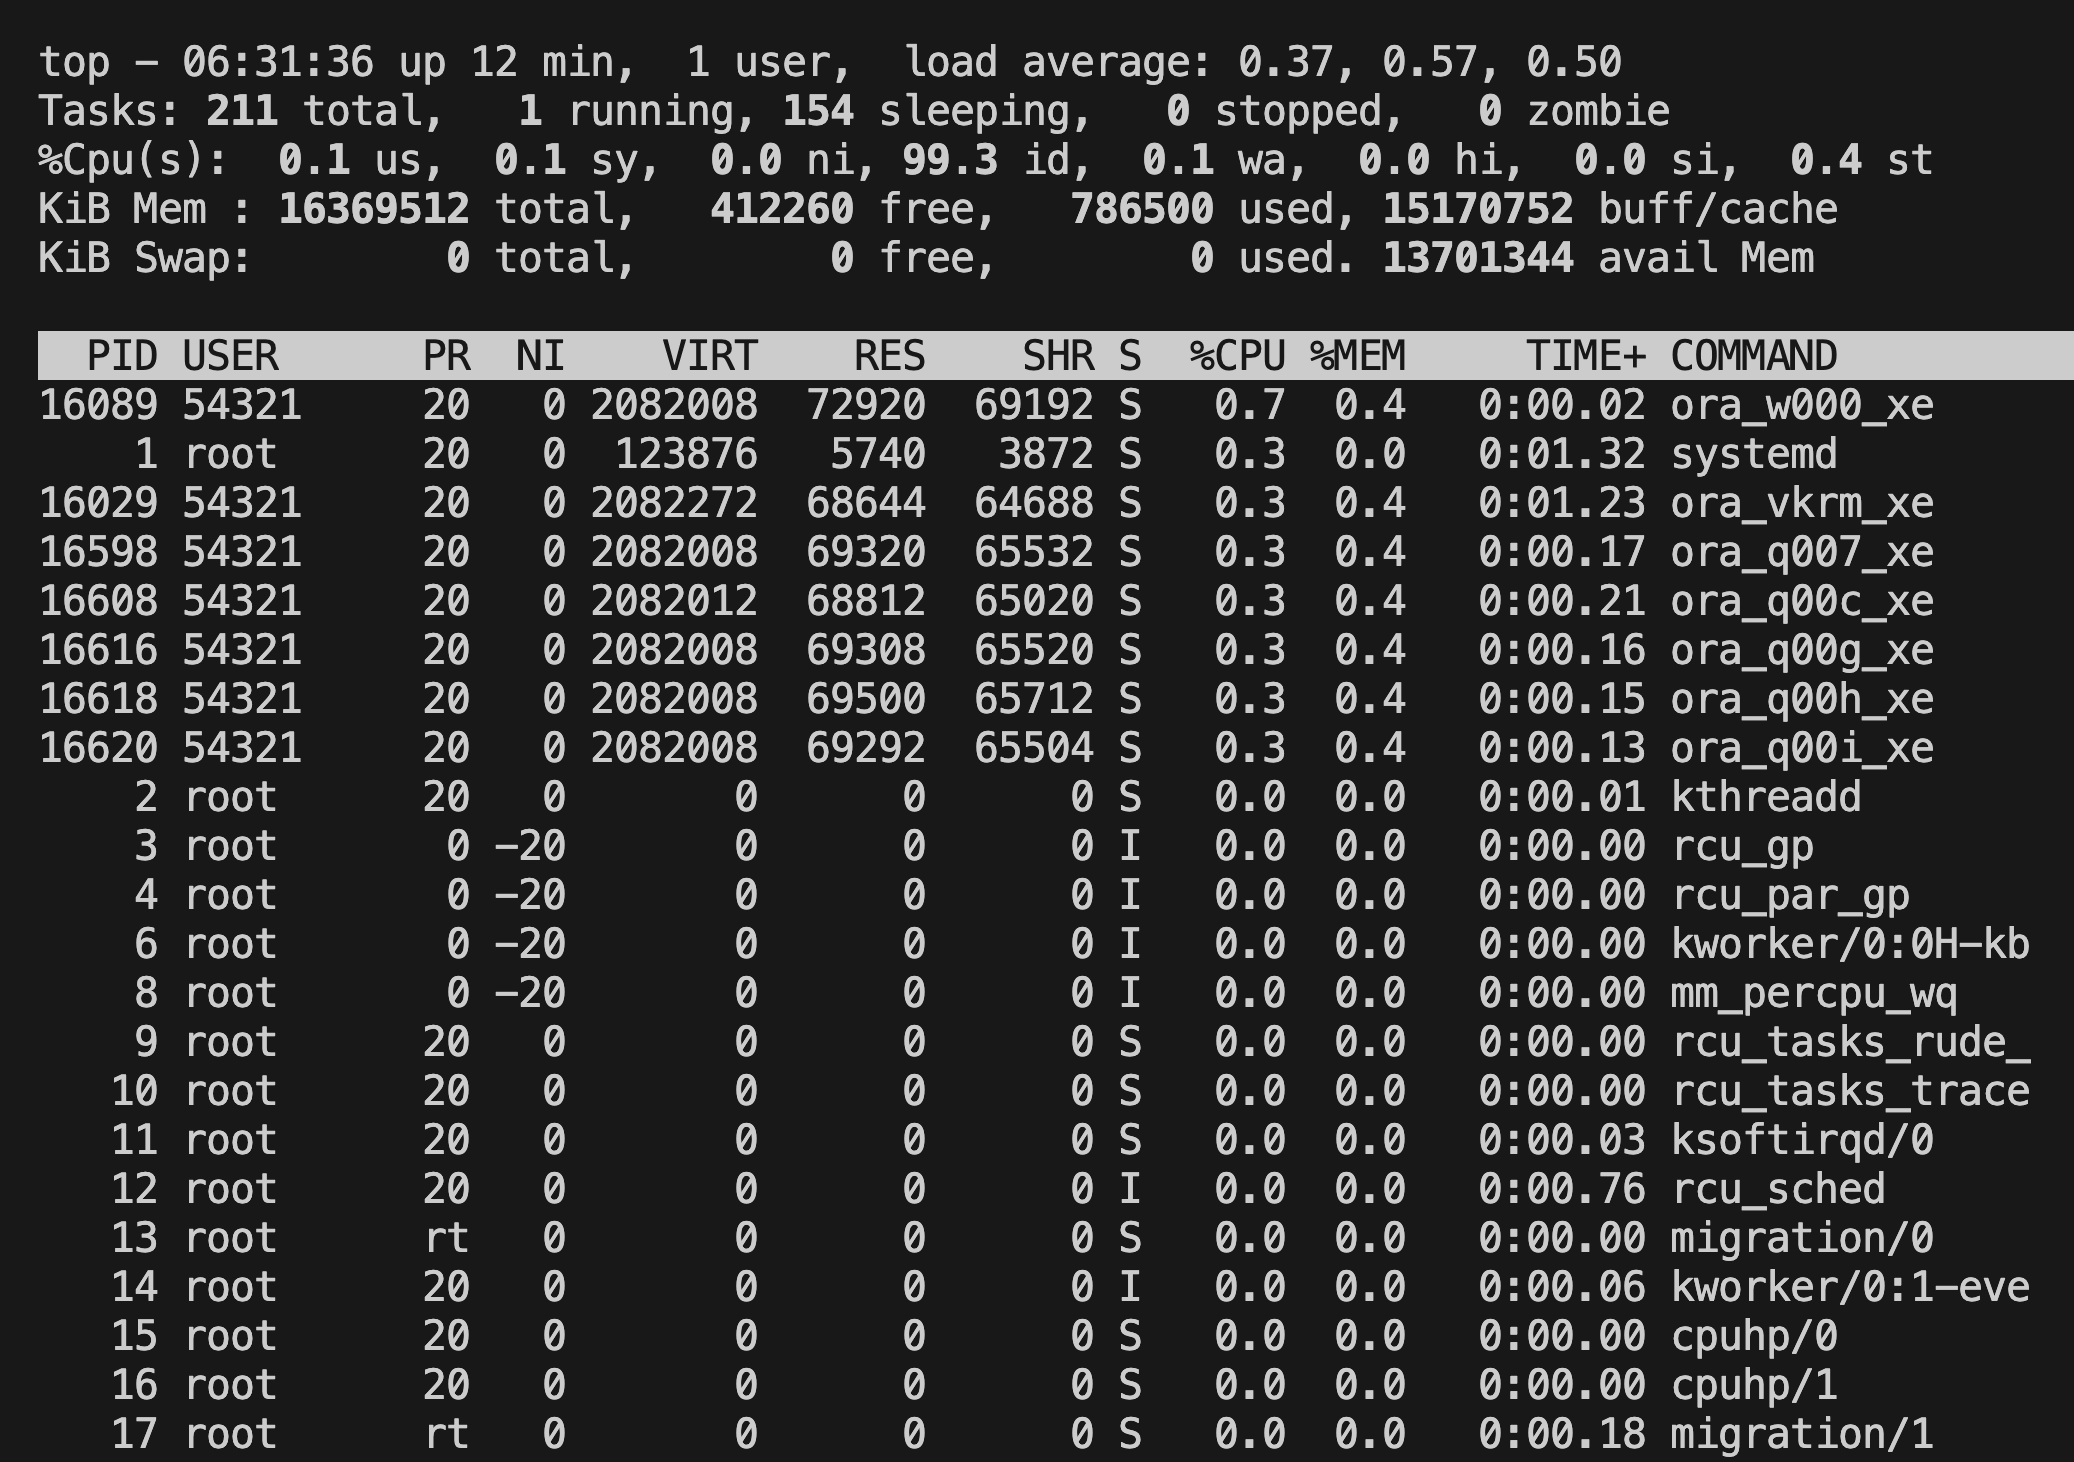 top - 06:31:36 up 12 min,  1 user,  load average: 0.37, 0.57, 0.50
Tasks: 211 total,   1 running, 154 sleeping,   0 stopped,   0 zombie
%Cpu(s):  0.1 us,  0.1 sy,  0.0 ni, 99.3 id,  0.1 wa,  0.0 hi,  0.0 si,  0.4 st
KiB Mem : 16369512 total,   412260 free,   786500 used, 15170752 buff/cache
KiB Swap:        0 total,        0 free,        0 used. 13701344 avail Mem
  PID USER      PR  NI    VIRT    RES    SHR S  %CPU %MEM     TIME+ COMMAND
16089 54321     20   0 2082008  72920  69192 S   0.7  0.4   0:00.02 ora_w000_xe
    1 root      20   0  123876   5740   3872 S   0.3  0.0   0:01.32 systemd
16029 54321     20   0 2082272  68644  64688 S   0.3  0.4   0:01.23 ora_vkrm_xe
16598 54321     20   0 2082008  69320  65532 S   0.3  0.4   0:00.17 ora_q007_xe
16608 54321     20   0 2082012  68812  65020 S   0.3  0.4   0:00.21 ora_q00c_xe
16616 54321     20   0 2082008  69308  65520 S   0.3  0.4   0:00.16 ora_q00g_xe
16618 54321     20   0 2082008  69500  65712 S   0.3  0.4   0:00.15 ora_q00h_xe
16620 54321     20   0 2082008  69292  65504 S   0.3  0.4   0:00.13 ora_q00i_xe
    2 root      20   0       0      0      0 S   0.0  0.0   0:00.01 kthreadd
    3 root       0 -20       0      0      0 I   0.0  0.0   0:00.00 rcu_gp
    4 root       0 -20       0      0      0 I   0.0  0.0   0:00.00 rcu_par_gp
    6 root       0 -20       0      0      0 I   0.0  0.0   0:00.00 kworker/0:0H-kb
    8 root       0 -20       0      0      0 I   0.0  0.0   0:00.00 mm_percpu_wq
    9 root      20   0       0      0      0 S   0.0  0.0   0:00.00 rcu_tasks_rude_
   10 root      20   0       0      0      0 S   0.0  0.0   0:00.00 rcu_tasks_trace
   11 root      20   0       0      0      0 S   0.0  0.0   0:00.03 ksoftirqd/0
   12 root      20   0       0      0      0 I   0.0  0.0   0:00.76 rcu_sched
   13 root      rt   0       0      0      0 S   0.0  0.0   0:00.00 migration/0
   14 root      20   0       0      0      0 I   0.0  0.0   0:00.06 kworker/0:1-eve
   15 root      20   0       0      0      0 S   0.0  0.0   0:00.00 cpuhp/0
   16 root      20   0       0      0      0 S   0.0  0.0   0:00.00 cpuhp/1
   17 root      rt   0       0      0      0 S   0.0  0.0   0:00.18 migration/1